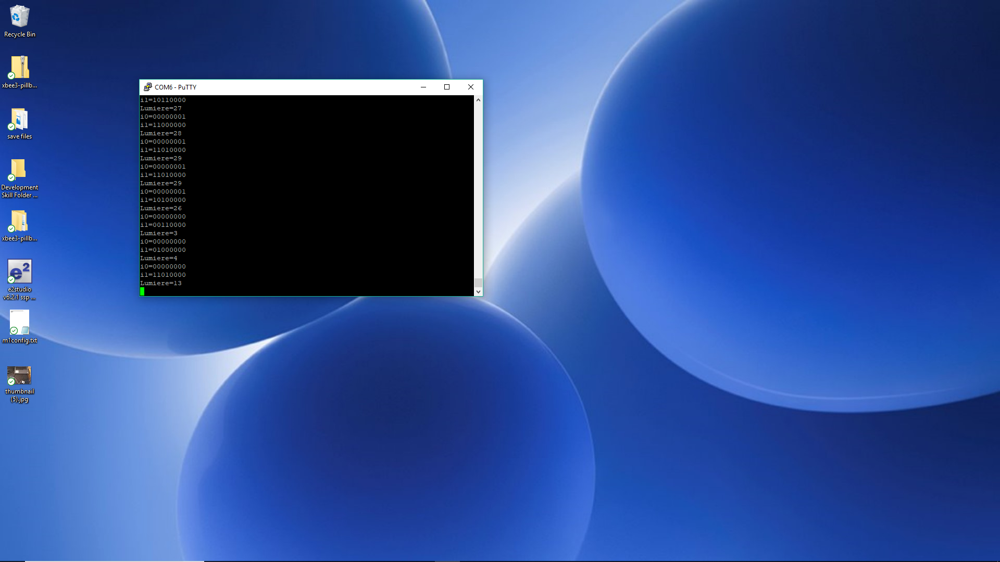 Recycle Bin
xbee3-pillb...
save files
Development
Skill Folder ...
xbee3-pillb...
e2
e2studio
v6.2.1 ssp ...
m1config.txt
thumbnail
(5).jpg
COM6 - PuTTY
i1=10110000
Lumiere=27
i0=00000001
i1=11000000
Lumiere=28
i0=00000001
i1=11010000
Lumiere=29
i0=00000001
i1=11010000
Lumiere=29
i0=00000001
i1=10100000
Lumiere=26
i0=00000000
i1=00110000
Lumiere=3
i0=00000000
i1=01000000
Lumiere=4
i0=00000000
i1=11010000
Lumiere=13